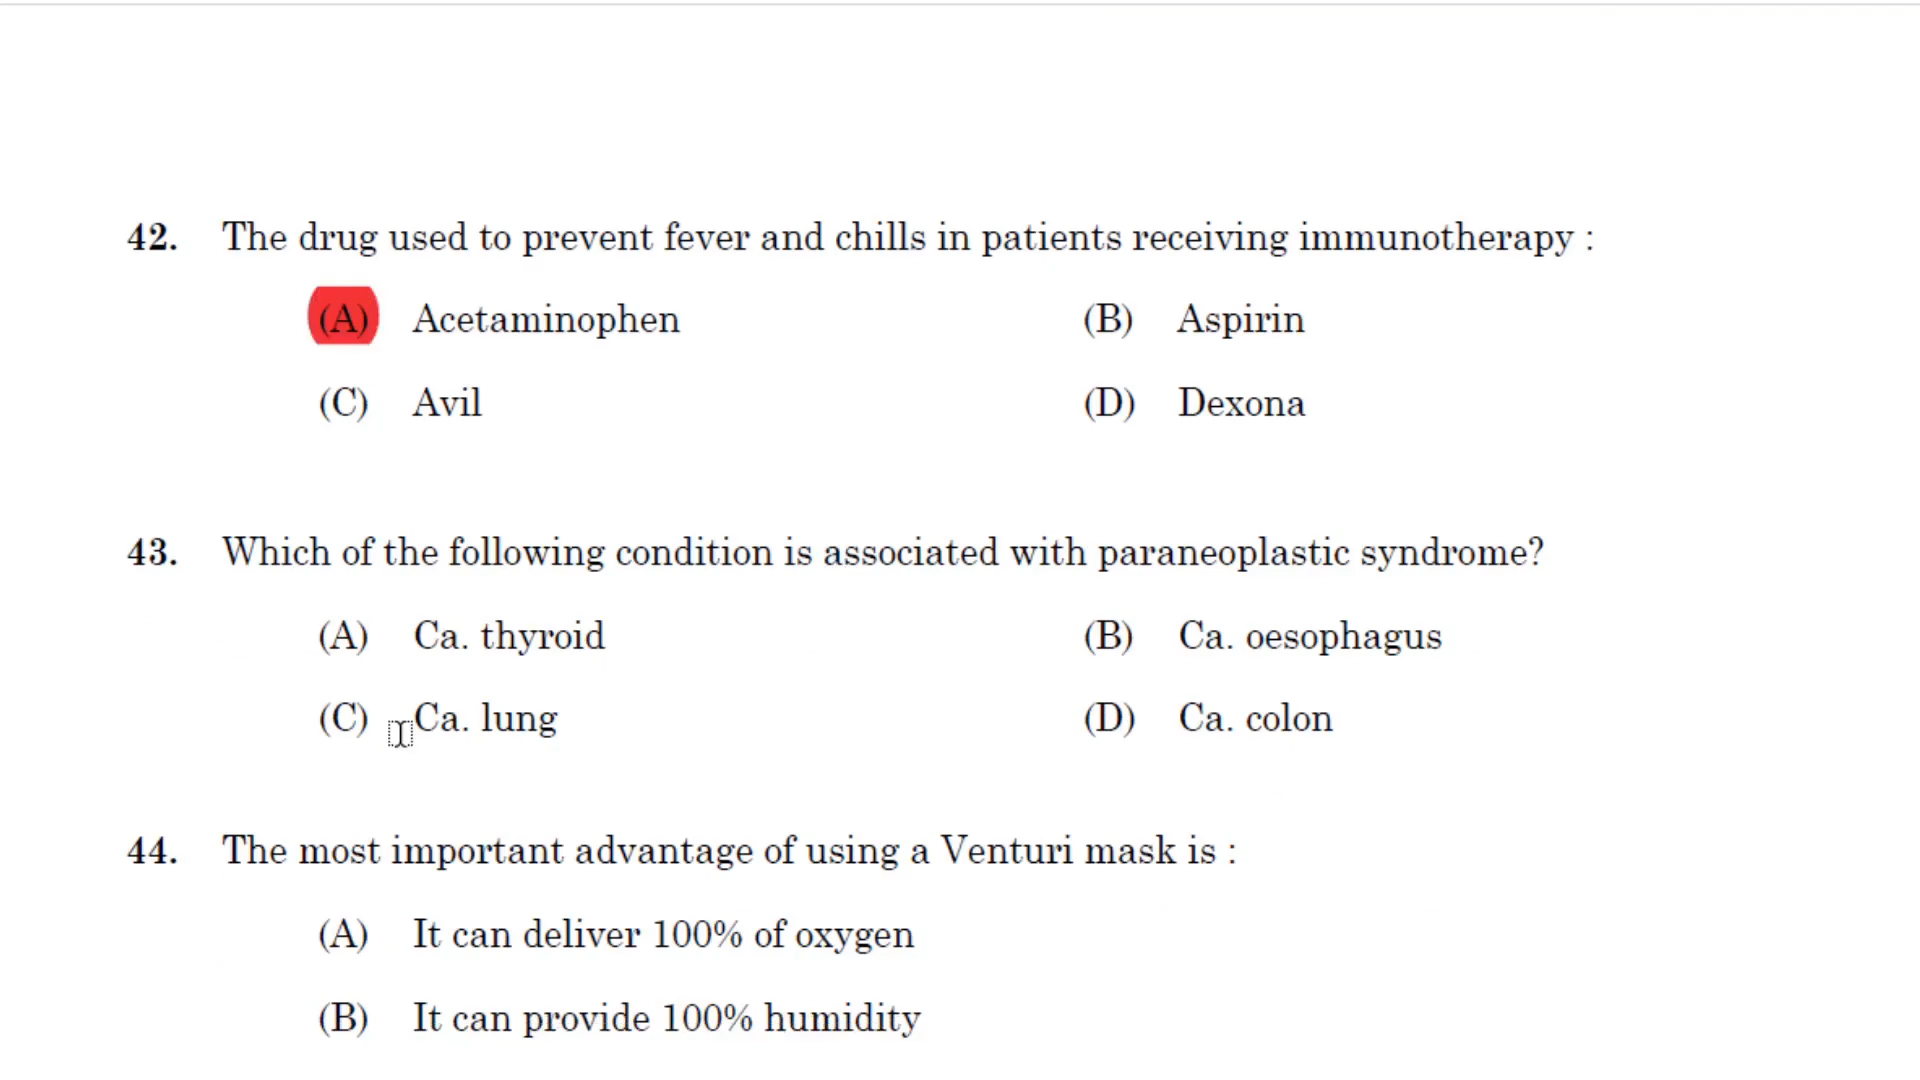 42. The drug used to prevent fever and chills in patients receiving immunotherapy :
(A) Acetaminophen (B) Aspirin
(C) Avil (D) Dexona
43. Which of the following condition is associated with paraneoplastic syndrome?
(A) Ca. thyroid (B) Ca. oesophagus
(C) Ca. lung (D) Ca. colon
44. The most important advantage of using a Venturi mask is :
(A) It can deliver 100% of oxygen
(B) It can provide 100% humidity